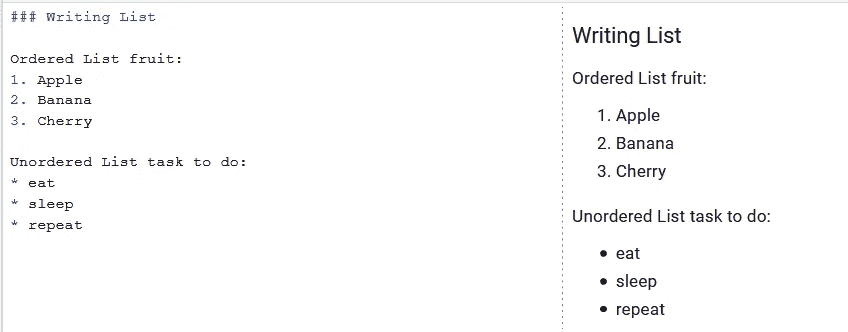 ### Writing List
Ordered List fruit:
1. Apple
2. Banana
3. Cherry
Unordered List task to do:
* eat
* sleep
* repeat
Writing List
Ordered List fruit:
1. Apple
2. Banana
3. Cherry
Unordered List task to do:
• eat
• sleep
• repeat